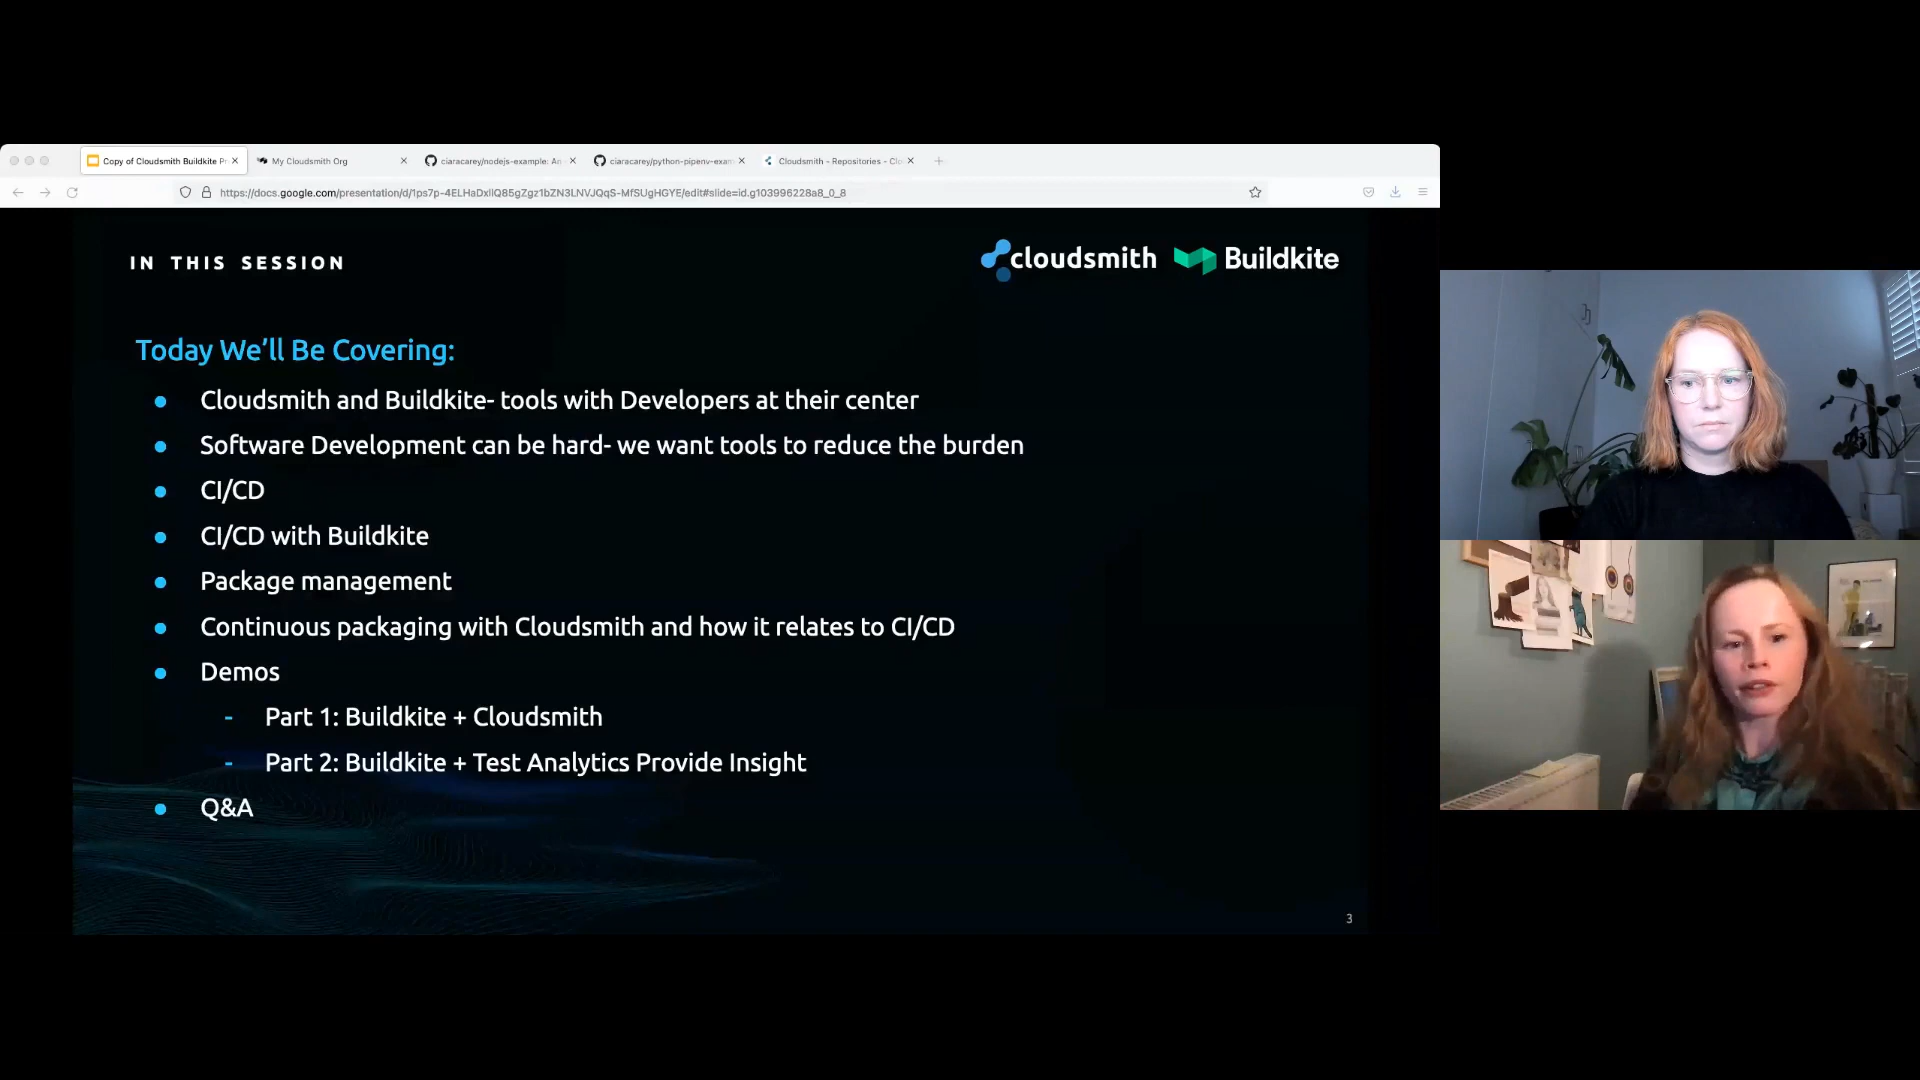 Copy of Cloudsmith Buildkite P
My Cloudsmith Org
ciaracarey/nodejs-example: An
ciaracarey/python-pipenv-exam
Cloudsmith - Repositories - Clo
https://docs.google.com/presentation/d/1ps7p-4ELHaDxllQ85gZgz1bZN3LNVJQqS-MfSUgHGYE/edit#slide=id.g103996228a8_0_8
IN THIS SESSION
cloudsmith Buildkite
Today We’ll Be Covering:
● Cloudsmith and Buildkite- tools with Developers at their center
● Software Development can be hard- we want tools to reduce the burden
● CI/CD
● CI/CD with Buildkite
● Package management
● Continuous packaging with Cloudsmith and how it relates to CI/CD
● Demos
- Part 1: Buildkite + Cloudsmith
- Part 2: Buildkite + Test Analytics Provide Insight
● Q&A
3